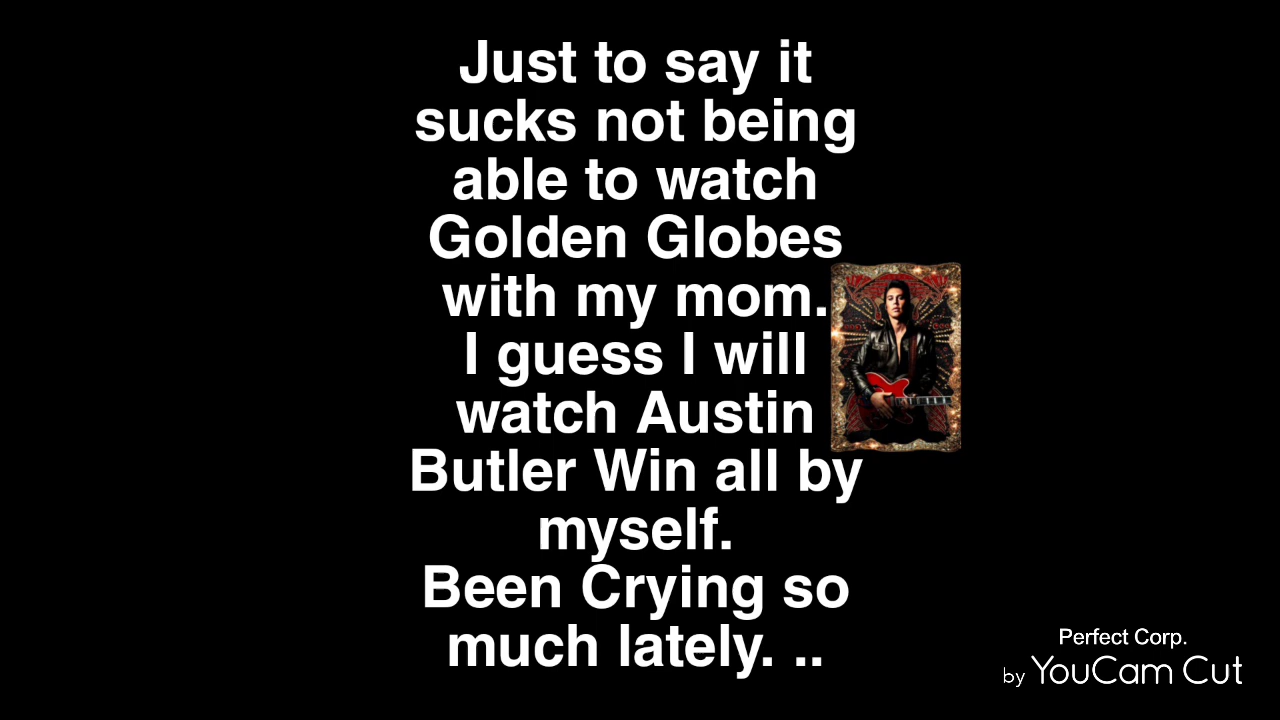 Just to say it
sucks not being
able to watch
Golden Globes
with my mom.
I guess I will
watch Austin
Butler Win all by
myself.
Been Crying so
much lately. ..
Perfect Corp.
by YouCam Cut